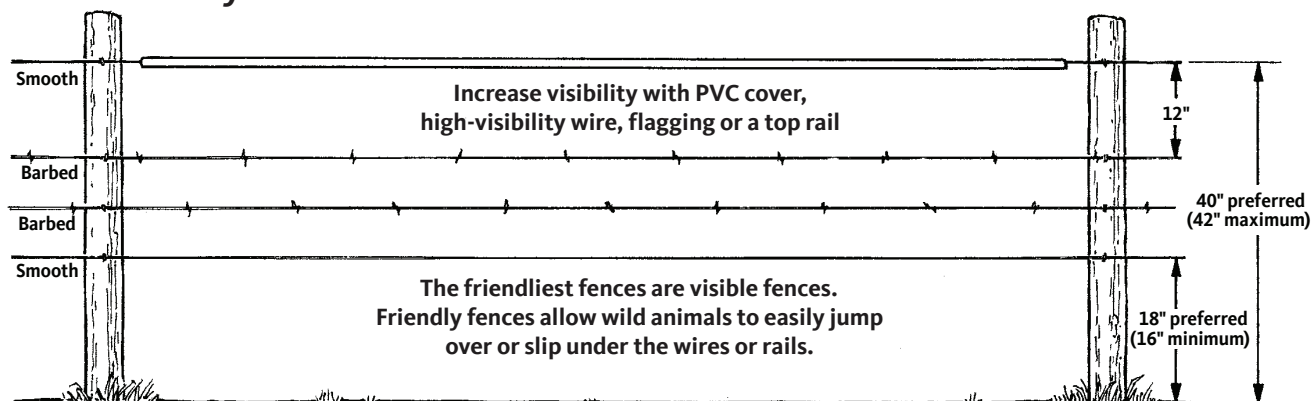 Smooth
Increase visibility with PVC cover,
high-visibility wire, flagging or a top rail
12"
Barbed
40" preferred
(42" maximum)
Barbed
Smooth
The friendliest fences are visible fences.
Friendly fences allow wild animals to easily jump
over or slip under the wires or rails.
18" preferred
(16" minimum)